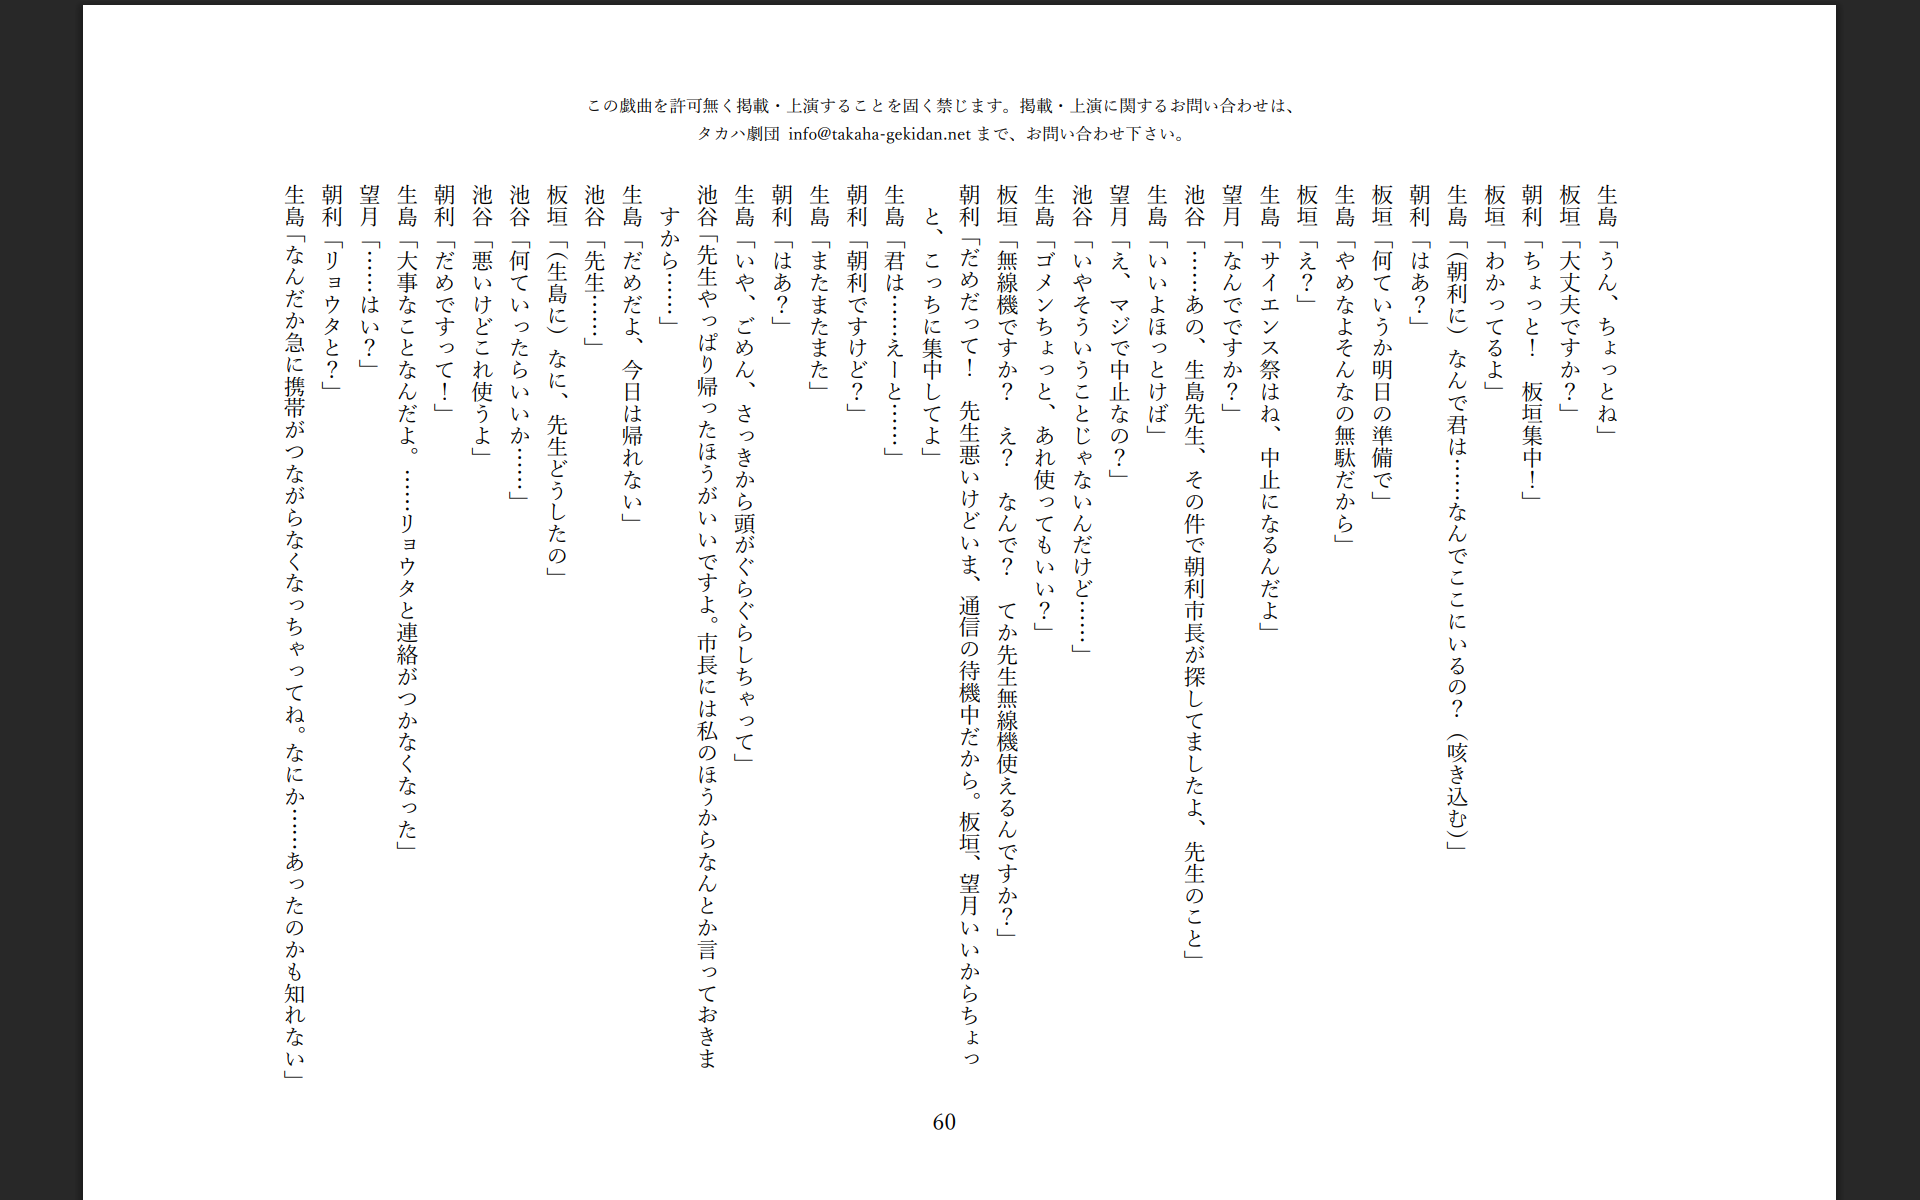 この戯曲を許可無く掲載・上演することを固く禁じます。掲載・上演に関するお問い合わせは、
タカハ劇団 info@takaha-gekidan.net まで、お問い合わせ下さい。
生島「うん、ちょっとね」
板垣「大丈夫ですか？」
朝利「ちょっと！　板垣集中！」
板垣「わかってるよ」
生島「（朝利に）なんで君は……なんでここにいるの？（咳き込む）」
朝利「はあ？」
板垣「何ていうか明日の準備で」
生島「やめなよそんなの無駄だから」
板垣「え？」
生島「サイエンス祭はね、中止になるんだよ」
望月「なんでですか？」
池谷「……あの、生島先生、その件で朝利市長が探してましたよ、先生のこと」
生島「いいよほっとけば」
望月「え、マジで中止なの？」
池谷「いやそういうことじゃないんだけど……」
生島「ゴメンちょっと、あれ使ってもいい？」
板垣「無線機ですか？　え？　なんで？　てか先生無線機使えるんですか？」
朝利「だめだって！　先生悪いけどいま、通信の待機中だから。板垣、望月いいからちょっ
と、こっちに集中してよ」
生島「君は……えーと……」
朝利「朝利ですけど？」
生島「またまたまた」
朝利「はあ？」
生島「いや、ごめん、さっきから頭がぐらぐらしちゃって」
池谷「先生やっぱり帰ったほうがいいですよ。市長には私のほうからなんとか言っておきま
すから……」
生島「だめだよ、今日は帰れない」
池谷「先生……」
板垣「（生島に）なに、先生どうしたの」
池谷「何ていったらいいか……」
池谷「悪いけどこれ使うよ」
朝利「だめですって！」
生島「大事なことなんだよ。……リョウタと連絡がつかなくなった」
望月「……はい？」
朝利「リョウタと？」
生島「なんだか急に携帯がつながらなくなっちゃってね。なにか……あったのかも知れない」
60